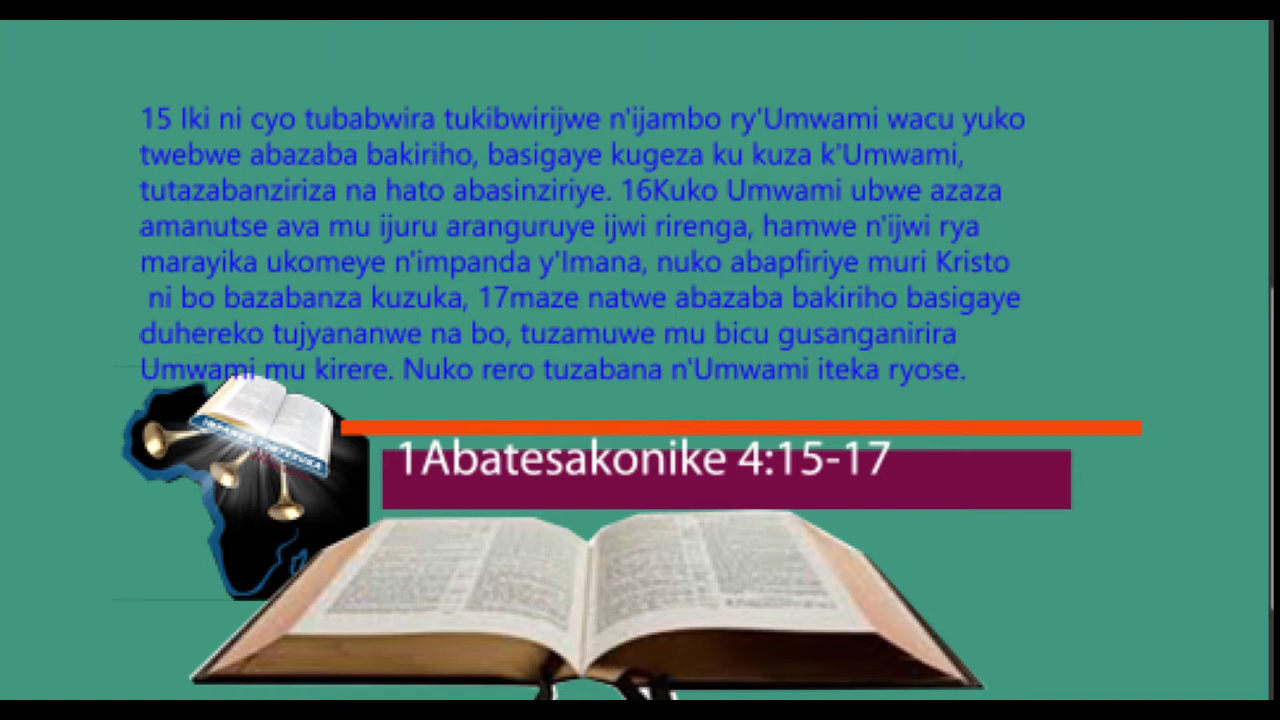 15 Iki ni cyo tubabwira tukibwirijwe n'ijambo ry'Umwami wacu yuko
twebwe abazaba bakiriho, basigaye kugeza ku kuza k'Umwami,
tutazabanziriza na hato abasinziriye. 16Kuko Umwami ubwe azaza
amanutse ava mu ijuru aranguruye ijwi rirenga, hamwe n'ijwi rya
marayika ukomeye n'impanda y'Imana, nuko abapfiriye muri Kristo
ni bo bazabanza kuzuka, 17maze natwe abazaba bakiriho basigaye
duhereko tujyananwe na bo, tuzamuwe mu bicu gusanganirira
Umwami mu kirere. Nuko rero tuzabana n'Umwami iteka ryose.
1Abatesakonike 4:15-17